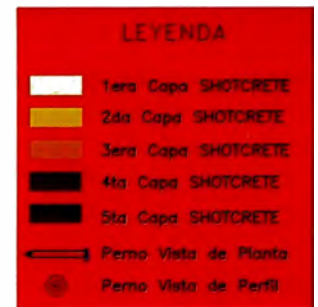 LEYENDA
1era Capa SHOTCRETE
2da Capa SHOTCRETE
3era Capa SHOTCRETE
4ta Capa SHOTCRETE
5ta Capa SHOTCRETE
Perno Vista de Planta
Perno Vista de Perfil